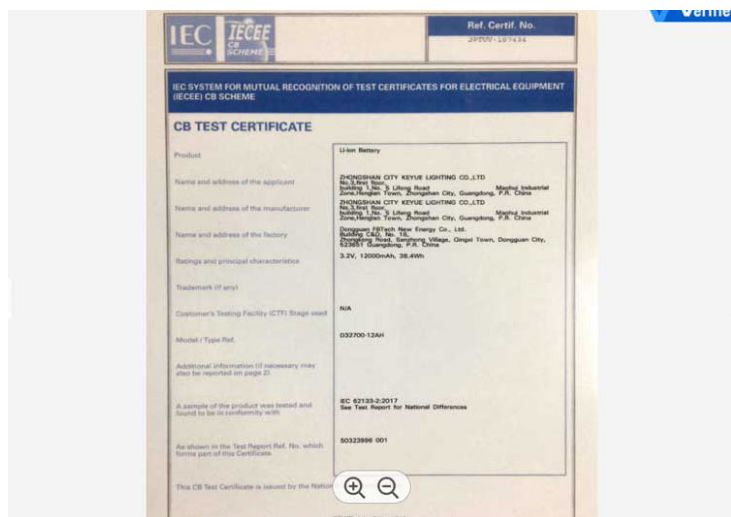 IEC
IECEE
CB
SCHEME
Ref. Certif. No.
JPTUV-107434
IEC SYSTEM FOR MUTUAL RECOGNITION OF TEST CERTIFICATES FOR ELECTRICAL EQUIPMENT
(IECEE) CB SCHEME
CB TEST CERTIFICATE
Product
Li-ion Battery
Name and address of the applicant
ZHONGSHAN CITY KEYUE LIGHTING CO.,LTD
No.3,first floor,
building 1,No. 5 Lifeng Road Maohui Industrial
Zone,Henglan Town, Zhongshan City, Guangdong, P.R. China
Name and address of the manufacturer
ZHONGSHAN CITY KEYUE LIGHTING CO.,LTD
No.3,first floor,
building 1,No. 5 Lifeng Road Maohui Industrial
Zone,Henglan Town, Zhongshan City, Guangdong, P.R. China
Name and address of the factory
Dongguan FBTech New Energy Co., Ltd.
Building C&D, No. 18,
Zhongkeng Road, Sanzhong Village, Qingxi Town, Dongguan City,
523651 Guangdong, P.R. China
Ratings and principal characteristics
3.2V, 12000mAh, 38.4Wh
Trademark (if any)
Customer's Testing Facility (CTF) Stage used
N/A
Model / Type Ref.
D32700-12AH
Additional information (if necessary may
also be reported on page 2)
A sample of the product was tested and
found to be in conformity with
IEC 62133-2:2017
See Test Report for National Differences
As shown in the Test Report Ref. No. which
forms part of this Certificate
50323996 001
This CB Test Certificate is issued by the Nation